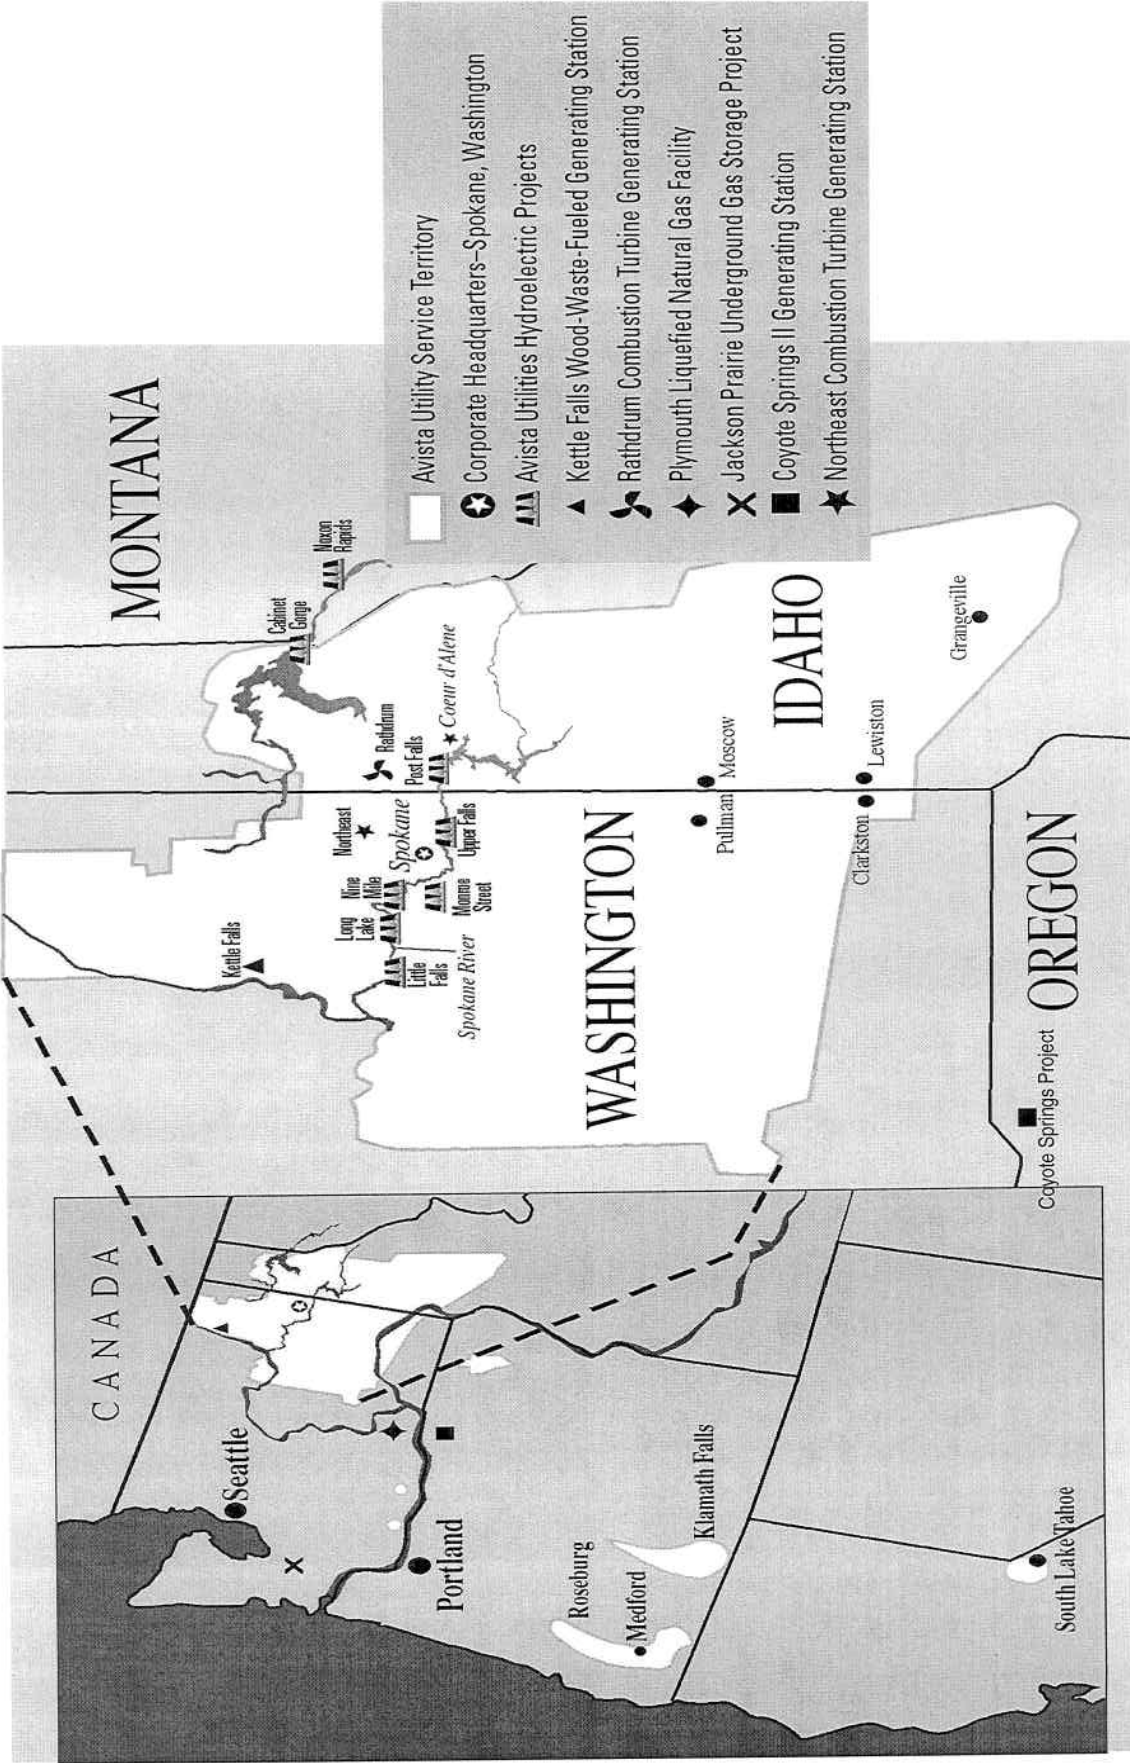 CANADA
Seattle
Portland
Roseburg
Medford
Klamath Falls
South Lake Tahoe
MONTANA
Kettle Falls
Cabinet
Gorge
Noxon
Rapids
Northeast
Rathdrum
Long
Lake
Nine
Mile
Spokane
Post Falls
Coeur d'Alene
Little
Falls
Monroe
Street
Upper Falls
Spokane River
WASHINGTON
Pullman
Moscow
IDAHO
Clarkston
Lewiston
Grangeville
OREGON
Coyote Springs Project
Avista Utility Service Territory
Corporate Headquarters–Spokane, Washington
Avista Utilities Hydroelectric Projects
Kettle Falls Wood-Waste-Fueled Generating Station
Rathdrum Combustion Turbine Generating Station
Plymouth Liquefied Natural Gas Facility
Jackson Prairie Underground Gas Storage Project
Coyote Springs II Generating Station
Northeast Combustion Turbine Generating Station